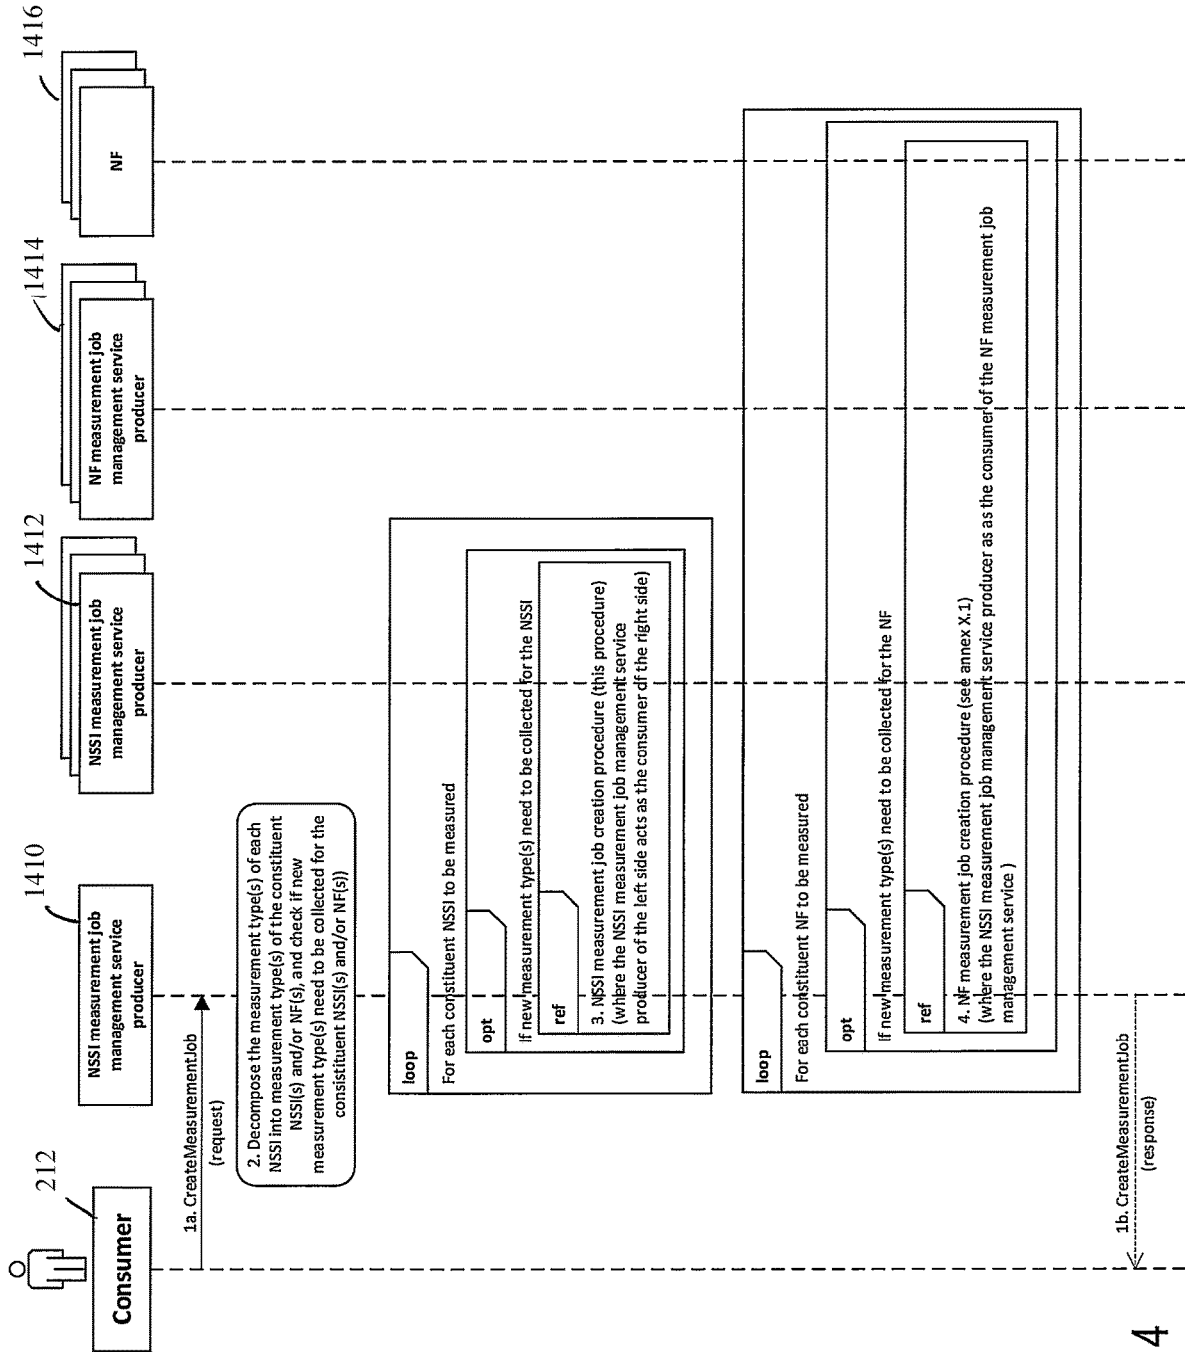 212
1410
1412
1414
1416
Consumer
NSSI measurement job
management service
producer
NSSI measurement job
management service
producer
NF measurement job
management service
producer
NF
1a. CreateMeasurementJob
(request)
2. Decompose the measurement type(s) of each
NSSI into measurement type(s) of the constituent
NSSI(s) and/or NF(s), and check if new
measurement type(s) need to be collected for the
consistituent NSSI(s) and/or NF(s))
loop
For each constituent NSSI to be measured
opt
If new measurement type(s) need to be collected for the NSSI
ref
3. NSSI measurement job creation procedure (this procedure)
(where the NSSI measurement job management service
producer of the left side acts as the consumer of the right side)
loop
For each constituent NF to be measured
opt
If new measurement type(s) need to be collected for the NF
ref
4. NF measurement job creation procedure (see annex X.1)
(where the NSSI measurement job management service producer as as the consumer of the NF measurement job
management service )
1b. CreateMeasurementJob
(response)
4